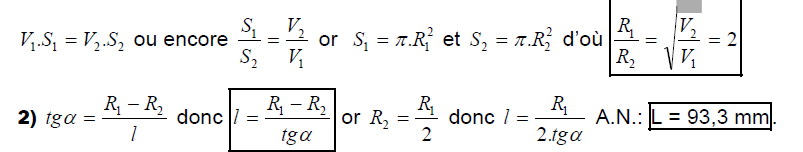 V₁.S₁ = V₂.S₂ ou encore S₁/S₂ = V₂/V₁ or S₁ = π.R₁² et S₂ = π.R₂² d'où R₁/R₂ = √(V₂/V₁) = 2
2) tgα = (R₁ − R₂)/l donc l = (R₁ − R₂)/tgα or R₂ = R₁/2 donc l = R₁/(2.tgα) A.N.: L = 93,3 mm.